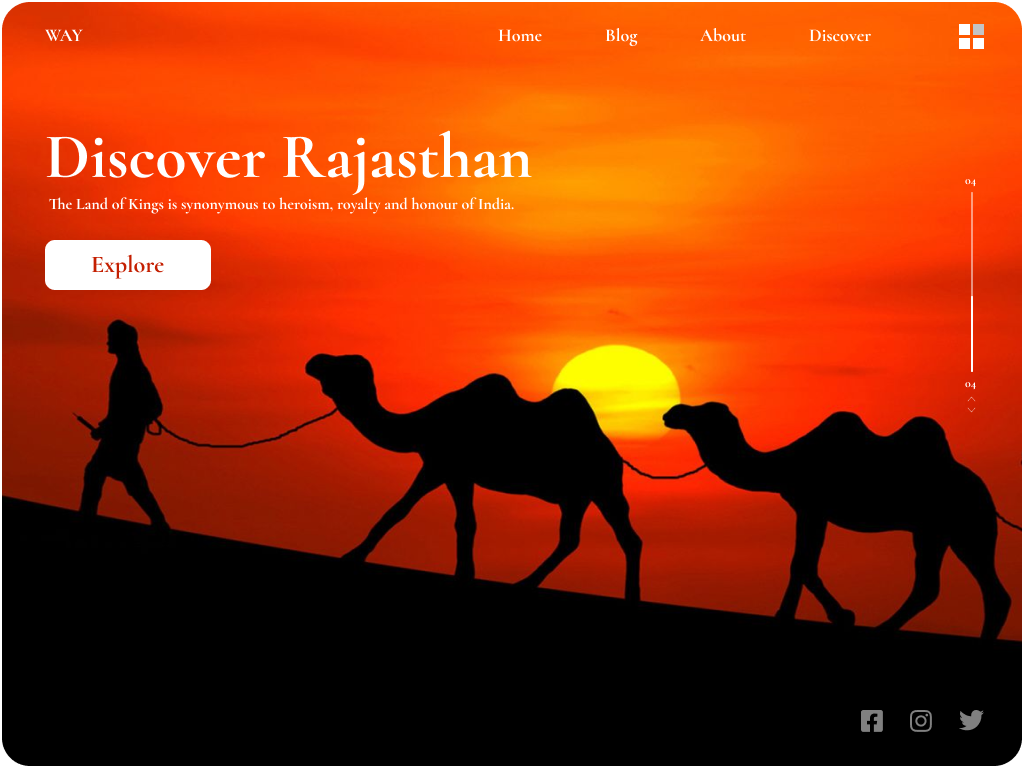 WAY
Home
Blog
About
Discover
Discover Rajasthan
The Land of Kings is synonymous to heroism, royalty and honour of India.
Explore
04
04